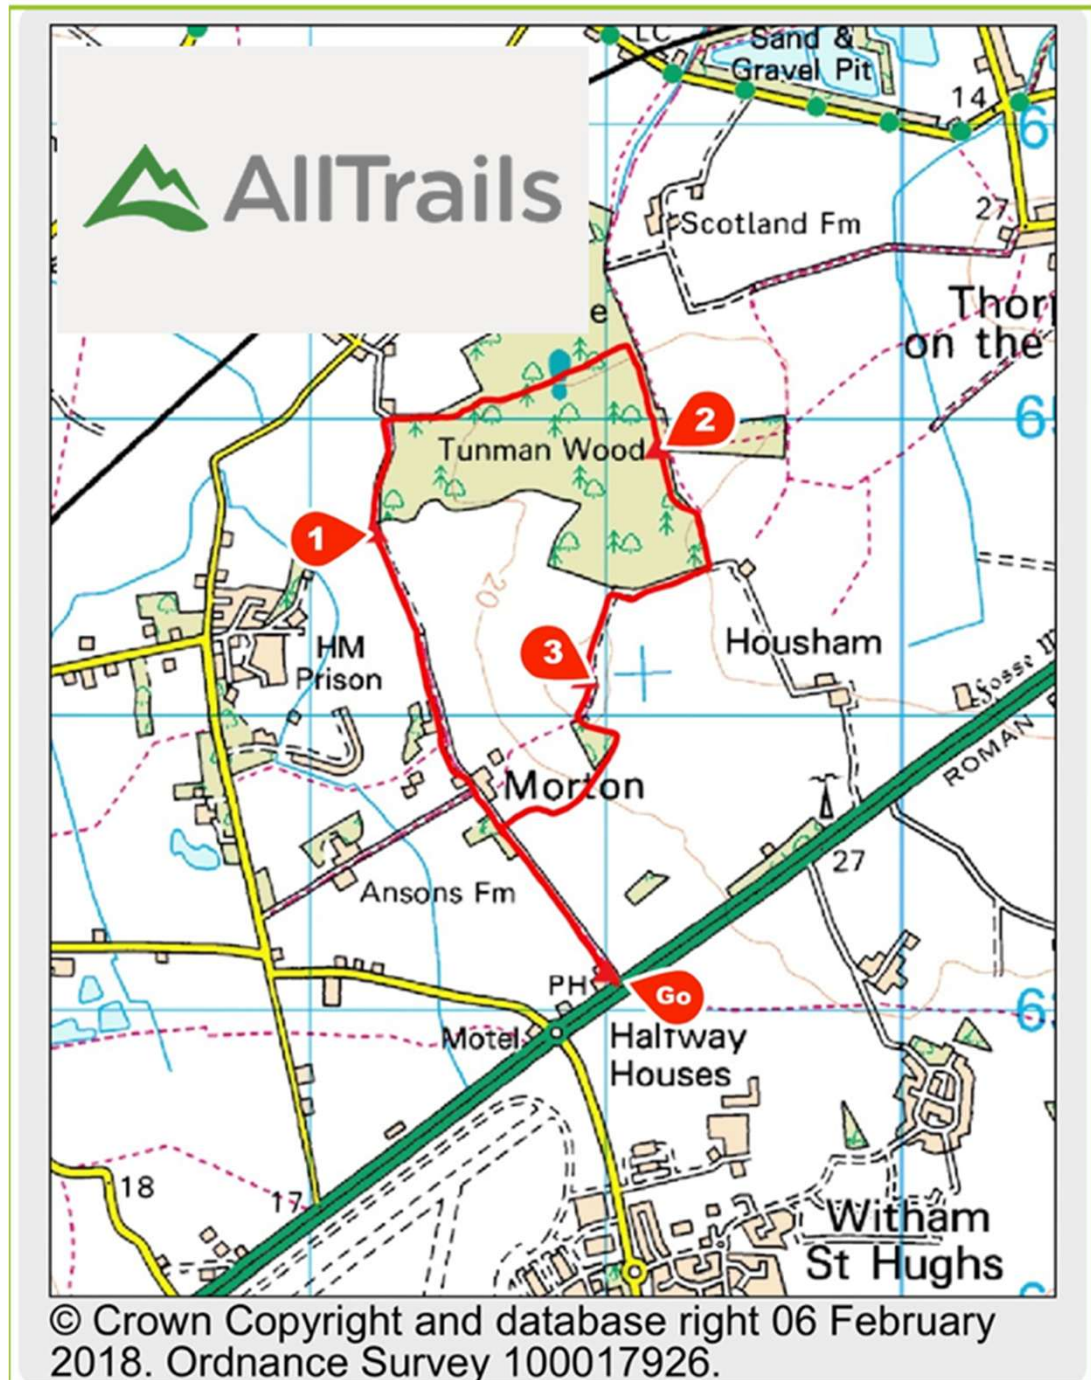 LC
Sand &
Gravel Pit
14
AllTrails
Scotland Fm
27
Thor
on the
e
2
Tunman Wood
1
20
HM
Prison
3
Housham
Fosse
ROMAN
Morton
27
Ansons Fm
PH
Go
Motel
Halfway
Houses
18
17
Witham
St Hughs
© Crown Copyright and database right 06 February
2018. Ordnance Survey 100017926.